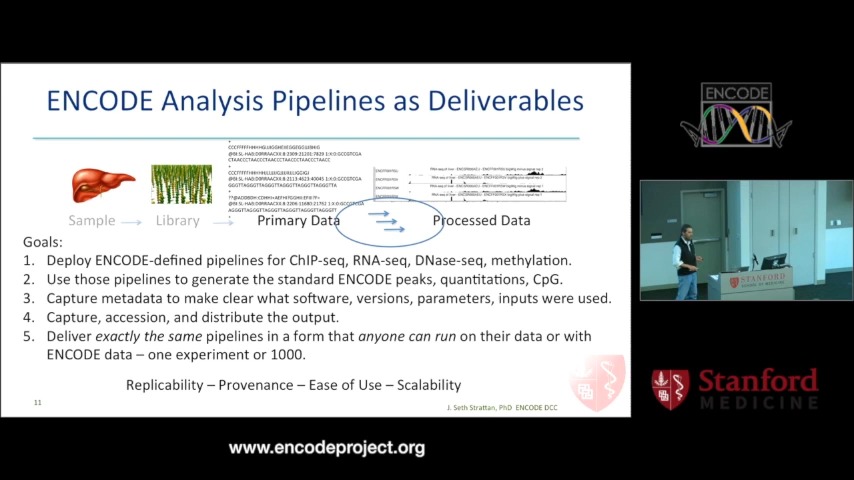 ENCODE Analysis Pipelines as Deliverables
Sample
Library
Primary Data
Processed Data
Goals:
1. Deploy ENCODE-defined pipelines for ChIP-seq, RNA-seq, DNase-seq, methylation.
2. Use those pipelines to generate the standard ENCODE peaks, quantitations, CpG.
3. Capture metadata to make clear what software, versions, parameters, inputs were used.
4. Capture, accession, and distribute the output.
5. Deliver exactly the same pipelines in a form that anyone can run on their data or with
ENCODE data – one experiment or 1000.
Replicability – Provenance – Ease of Use – Scalability
11
J. Seth Strattan, PhD ENCODE DCC
ENCODE
STANFORD
Stanford
MEDICINE
www.encodeproject.org